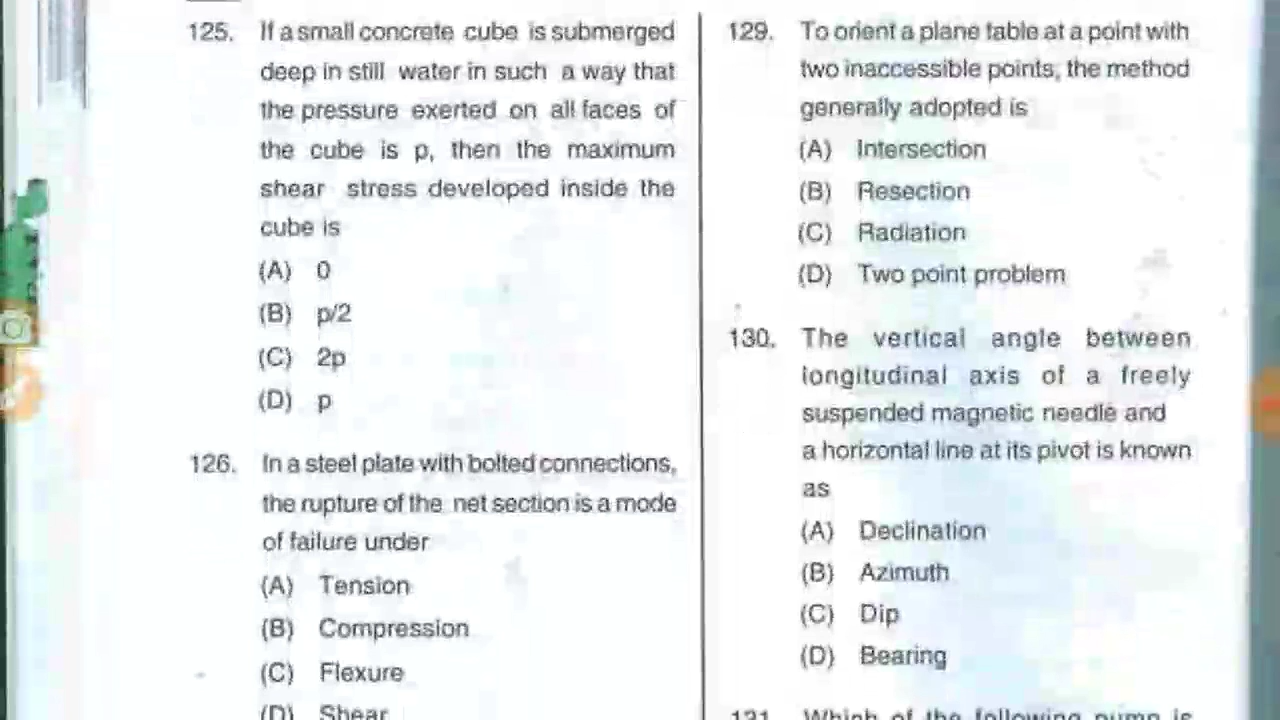 125. If a small concrete cube is submerged
deep in still water in such a way that
the pressure exerted on all faces of
the cube is p, then the maximum
shear stress developed inside the
cube is
(A) 0
(B) p/2
(C) 2p
(D) p
126. In a steel plate with bolted connections,
the rupture of the net section is a mode
of failure under
(A) Tension
(B) Compression
(C) Flexure
(D) Shear
129. To orient a plane table at a point with
two inaccessible points, the method
generally adopted is
(A) Intersection
(B) Resection
(C) Radiation
(D) Two point problem
130. The vertical angle between
longitudinal axis of a freely
suspended magnetic needle and
a horizontal line at its pivot is known
as
(A) Declination
(B) Azimuth
(C) Dip
(D) Bearing
131. Which of the following pump is